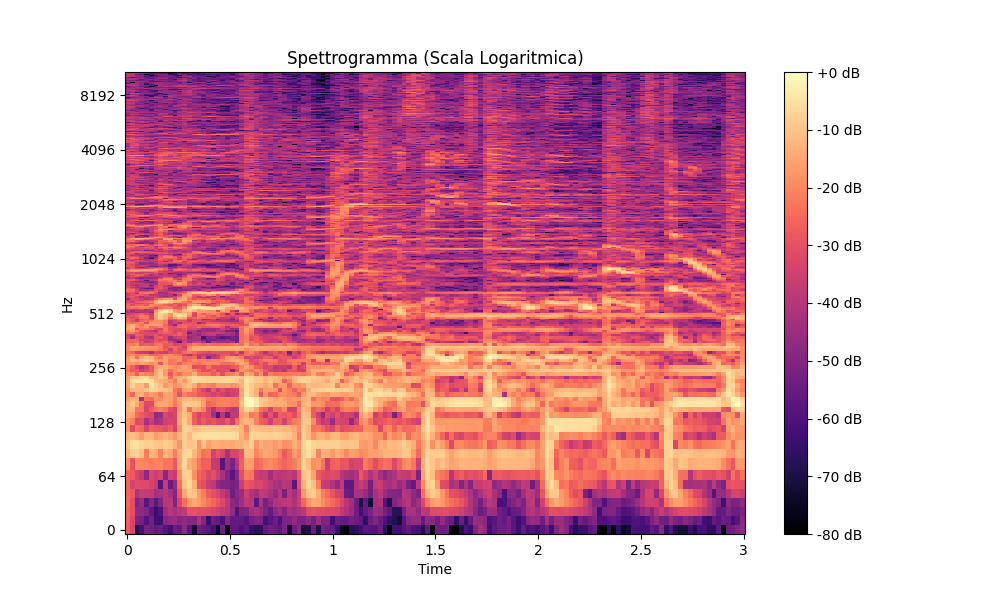 Spettrogramma (Scala Logaritmica)
Hz
8192
4096
2048
1024
512
256
128
64
0
0 0.5 1 1.5 2 2.5 3
Time
+0 dB
-10 dB
-20 dB
-30 dB
-40 dB
-50 dB
-60 dB
-70 dB
-80 dB